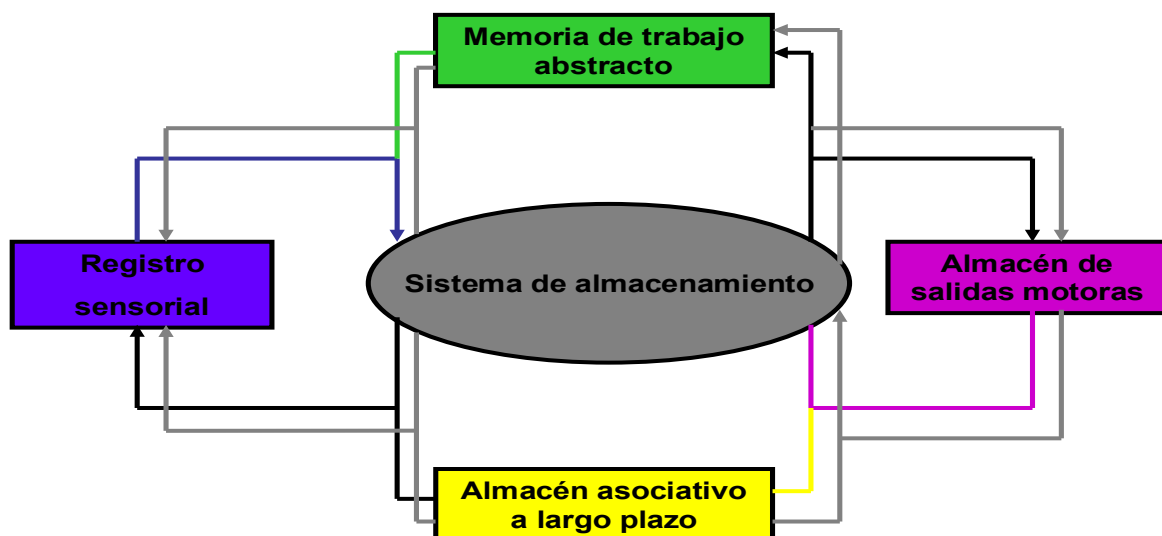 Memoria de trabajo
abstracto
Registro
sensorial
Sistema de almacenamiento
Almacén de
salidas motoras
Almacén asociativo
a largo plazo